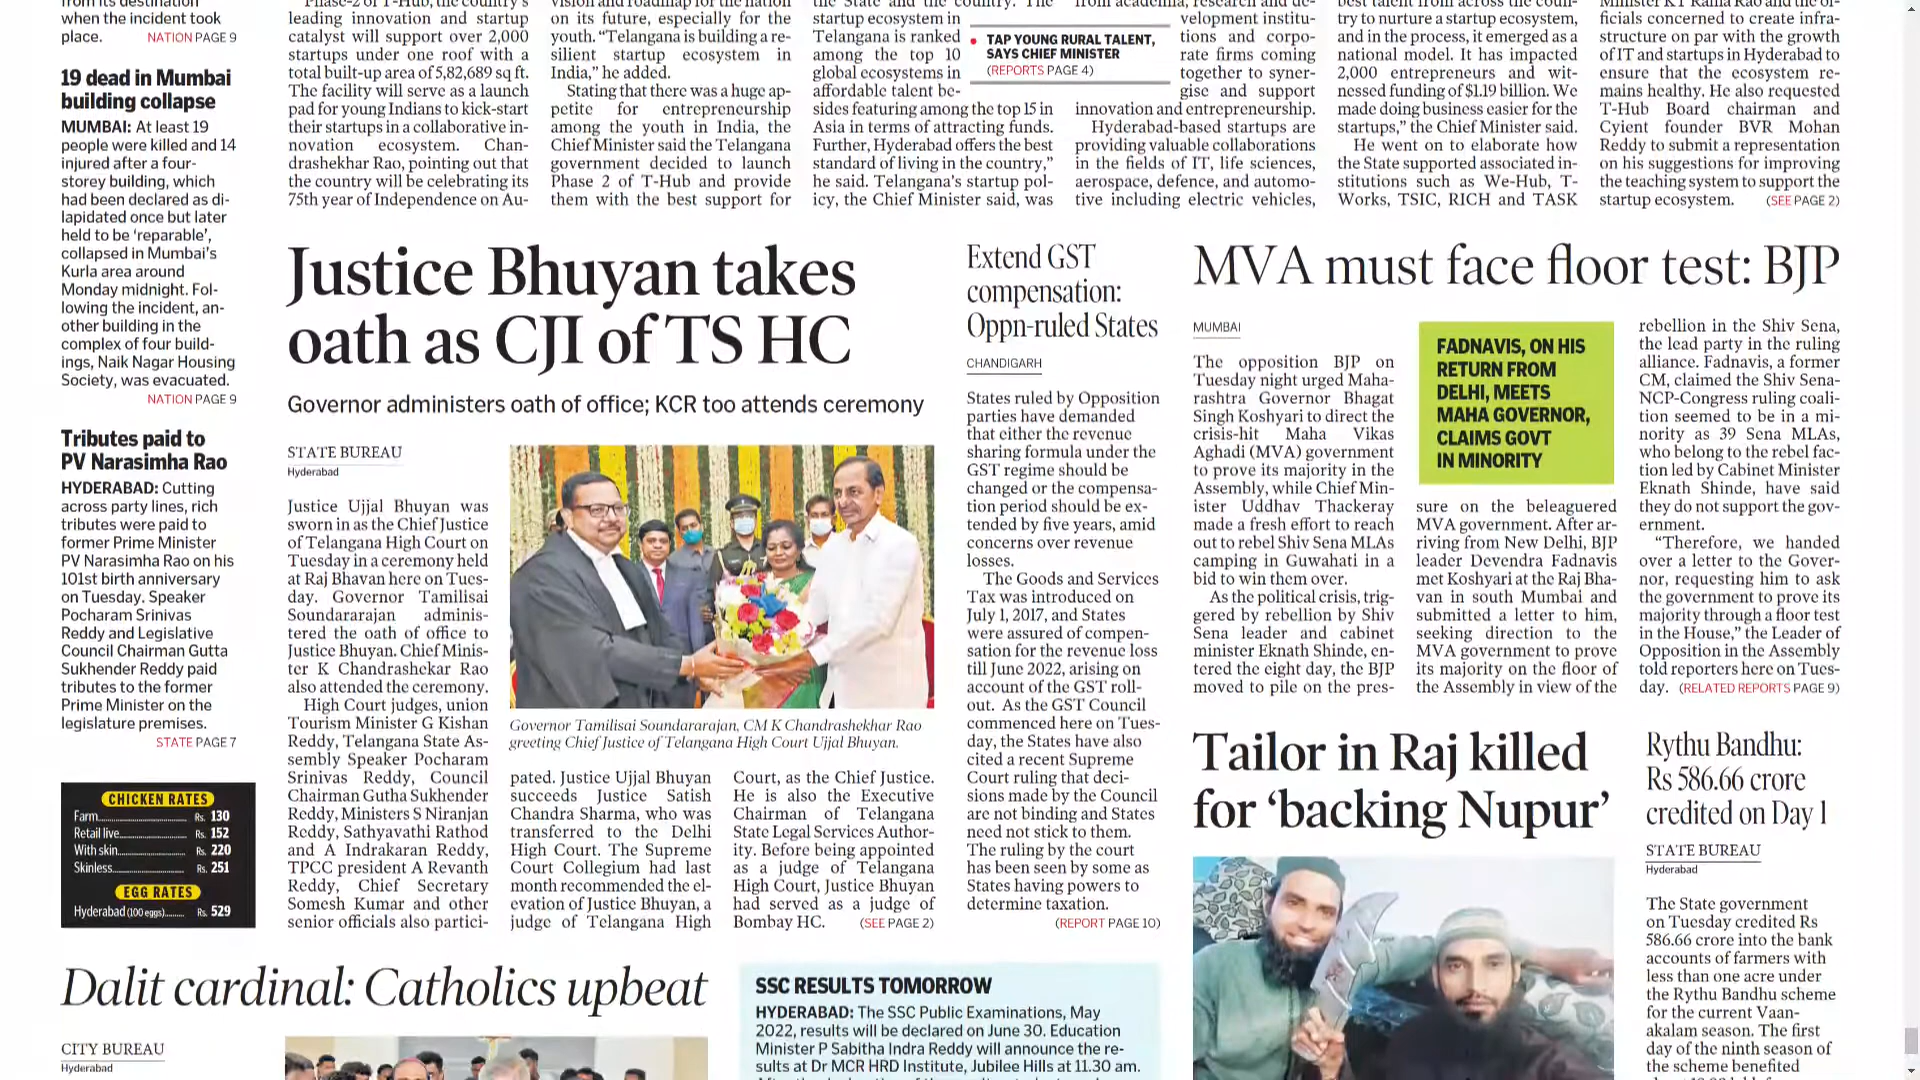 from its destination
when the incident took
place. NATION PAGE 9
19 dead in Mumbai
building collapse
MUMBAI: At least 19
people were killed and 14
injured after a four-
storey building, which
had been declared as di-
lapidated once but later
held to be 'reparable',
collapsed in Mumbai's
Kurla area around
Monday midnight. Fol-
lowing the incident, an-
other building in the
complex of four build-
ings, Naik Nagar Housing
Society, was evacuated.
NATION PAGE 9
Tributes paid to
PV Narasimha Rao
HYDERABAD: Cutting
across party lines, rich
tributes were paid to
former Prime Minister
PV Narasimha Rao on his
101st birth anniversary
on Tuesday. Speaker
Pocharam Srinivas
Reddy and Legislative
Council Chairman Gutta
Sukhender Reddy paid
tributes to the former
Prime Minister on the
legislature premises.
STATE PAGE 7
CHICKEN RATES
Farm Rs. 130
Retail live Rs. 152
With skin Rs. 220
Skinless Rs. 251
EGG RATES
Hyderabad (100 eggs) Rs. 529
Phase-2 of T-Hub, the country's
leading innovation and startup
catalyst will support over 2,000
startups under one roof with a
total built-up area of 5,82,689 sq ft.
The facility will serve as a launch
pad for young Indians to kick-start
their startups in a collaborative in-
novation ecosystem. Chan-
drashekhar Rao, pointing out that
the country will be celebrating its
75th year of Independence on Au-
vision and roadmap for the nation
on its future, especially for the
youth. "Telangana is building a re-
silient startup ecosystem in
India," he added.
Stating that there was a huge ap-
petite for entrepreneurship
among the youth in India, the
Chief Minister said the Telangana
government decided to launch
Phase 2 of T-Hub and provide
them with the best support for
the State and the country. The
startup ecosystem in
Telangana is ranked
among the top 10
global ecosystems in
affordable talent be-
sides featuring among the top 15 in
Asia in terms of attracting funds.
Further, Hyderabad offers the best
standard of living in the country,"
he said. Telangana's startup pol-
icy, the Chief Minister said, was
TAP YOUNG RURAL TALENT,
SAYS CHIEF MINISTER
(REPORTS PAGE 4)
from academia, research and de-
velopment institu-
tions and corpo-
rate firms coming
together to syner-
gise and support
innovation and entrepreneurship.
Hyderabad-based startups are
providing valuable collaborations
in the fields of IT, life sciences,
aerospace, defence, and automo-
tive including electric vehicles,
best talent from across the coun-
try to nurture a startup ecosystem,
and in the process, it emerged as a
national model. It has impacted
2,000 entrepreneurs and wit-
nessed funding of $1.19 billion. We
made doing business easier for the
startups," the Chief Minister said.
He went on to elaborate how
the State supported associated in-
stitutions such as We-Hub, T-
Works, TSIC, RICH and TASK
Minister KT Rama Rao and the of-
ficials concerned to create infra-
structure on par with the growth
of IT and startups in Hyderabad to
ensure that the ecosystem re-
mains healthy. He also requested
T-Hub Board chairman and
Cyient founder BVR Mohan
Reddy to submit a representation
on his suggestions for improving
the teaching system to support the
startup ecosystem. (SEE PAGE 2)
Justice Bhuyan takes
oath as CJI of TS HC
Governor administers oath of office; KCR too attends ceremony
STATE BUREAU
Hyderabad
Justice Ujjal Bhuyan was
sworn in as the Chief Justice
of Telangana High Court on
Tuesday in a ceremony held
at Raj Bhavan here on Tues-
day. Governor Tamilisai
Soundararajan adminis-
tered the oath of office to
Justice Bhuyan. Chief Minis-
ter K Chandrashekar Rao
also attended the ceremony.
High Court judges, union
Tourism Minister G Kishan
Reddy, Telangana State As-
sembly Speaker Pocharam
Srinivas Reddy, Council
Chairman Gutha Sukhender
Reddy, Ministers S Niranjan
Reddy, Sathyavathi Rathod
and A Indrakaran Reddy,
TPCC president A Revanth
Reddy, Chief Secretary
Somesh Kumar and other
senior officials also partici-
Governor Tamilisai Soundararajan, CM K Chandrashekhar Rao
greeting Chief Justice of Telangana High Court Ujjal Bhuyan.
pated. Justice Ujjal Bhuyan
succeeds Justice Satish
Chandra Sharma, who was
transferred to the Delhi
High Court. The Supreme
Court Collegium had last
month recommended the el-
evation of Justice Bhuyan, a
judge of Telangana High
Court, as the Chief Justice.
He is also the Executive
Chairman of Telangana
State Legal Services Author-
ity. Before being appointed
as a judge of Telangana
High Court, Justice Bhuyan
had served as a judge of
Bombay HC. (SEE PAGE 2)
Extend GST
compensation:
Oppn-ruled States
CHANDIGARH
States ruled by Opposition
parties have demanded
that either the revenue
sharing formula under the
GST regime should be
changed or the compensa-
tion period should be ex-
tended by five years, amid
concerns over revenue
losses.
The Goods and Services
Tax was introduced on
July 1, 2017, and States
were assured of compen-
sation for the revenue loss
till June 2022, arising on
account of the GST roll-
out. As the GST Council
commenced here on Tues-
day, the States have also
cited a recent Supreme
Court ruling that deci-
sions made by the Council
are not binding and States
need not stick to them.
The ruling by the court
has been seen by some as
States having powers to
determine taxation.
(REPORT PAGE 10)
MVA must face floor test: BJP
MUMBAI
The opposition BJP on
Tuesday night urged Maha-
rashtra Governor Bhagat
Singh Koshyari to direct the
crisis-hit Maha Vikas
Aghadi (MVA) government
to prove its majority in the
Assembly, while Chief Min-
ister Uddhav Thackeray
made a fresh effort to reach
out to rebel Shiv Sena MLAs
camping in Guwahati in a
bid to win them over.
As the political crisis, trig-
gered by rebellion by Shiv
Sena leader and cabinet
minister Eknath Shinde, en-
tered the eight day, the BJP
moved to pile on the pres-
FADNAVIS, ON HIS
RETURN FROM
DELHI, MEETS
MAHA GOVERNOR,
CLAIMS GOVT
IN MINORITY
sure on the beleaguered
MVA government. After ar-
riving from New Delhi, BJP
leader Devendra Fadnavis
met Koshyari at the Raj Bha-
van in south Mumbai and
submitted a letter to him,
seeking direction to the
MVA government to prove
its majority on the floor of
the Assembly in view of the
rebellion in the Shiv Sena,
the lead party in the ruling
alliance. Fadnavis, a former
CM, claimed the Shiv Sena-
NCP-Congress ruling coali-
tion seemed to be in a mi-
nority as 39 Sena MLAs,
who belong to the rebel fac-
tion led by Cabinet Minister
Eknath Shinde, have said
they do not support the gov-
ernment.
"Therefore, we handed
over a letter to the Gover-
nor, requesting him to ask
the government to prove its
majority through a floor test
in the House," the Leader of
Opposition in the Assembly
told reporters here on Tues-
day. (RELATED REPORTS PAGE 9)
Tailor in Raj killed
for 'backing Nupur'
Rythu Bandhu:
Rs 586.66 crore
credited on Day 1
STATE BUREAU
Hyderabad
The State government
on Tuesday credited Rs
586.66 crore into the bank
accounts of farmers with
less than one acre under
the Rythu Bandhu scheme
for the current Vaan-
akalam season. The first
day of the ninth season of
the scheme benefited
Dalit cardinal: Catholics upbeat
CITY BUREAU
Hyderabad
SSC RESULTS TOMORROW
HYDERABAD: The SSC Public Examinations, May
2022, results will be declared on June 30. Education
Minister P Sabitha Indra Reddy will announce the re-
sults at Dr MCR HRD Institute, Jubilee Hills at 11.30 am.